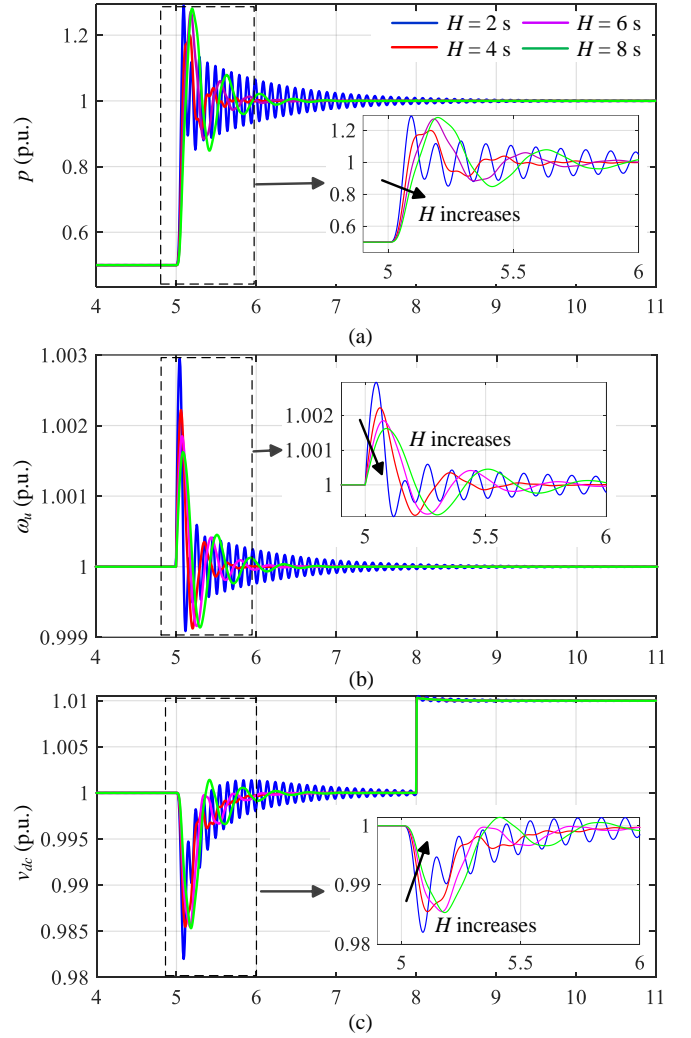 H = 2 s H = 6 s
H = 4 s H = 8 s
p (p.u.)
1.2
1
0.8
0.6
1.2
1.0
0.8
0.6
H increases
5 5.5 6
4 5 6 7 8 9 10 11
(a)
ω_u (p.u.)
1.003
1.002
1.001
1
0.999
1.002
1.001
1
H increases
5 5.5 6
4 5 6 7 8 9 10 11
(b)
v_dc (p.u.)
1.01
1.005
1
0.995
0.99
0.985
0.98
1
0.99
0.98
H increases
5 5.5 6
4 5 6 7 8 9 10 11
(c)